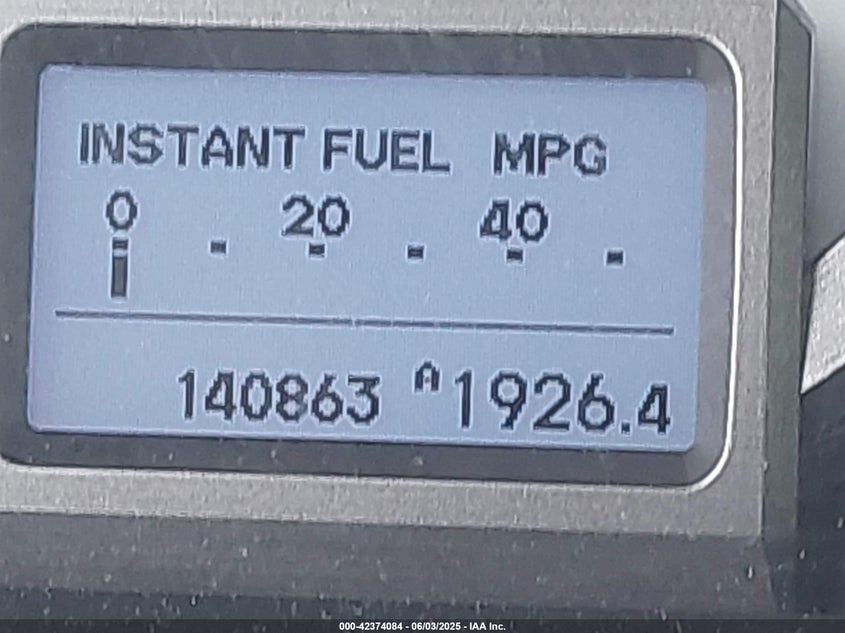 INSTANT FUEL MPG
0 20 40
140863 A1926.4
000-42374084 - 06/03/2025 - IAA Inc.